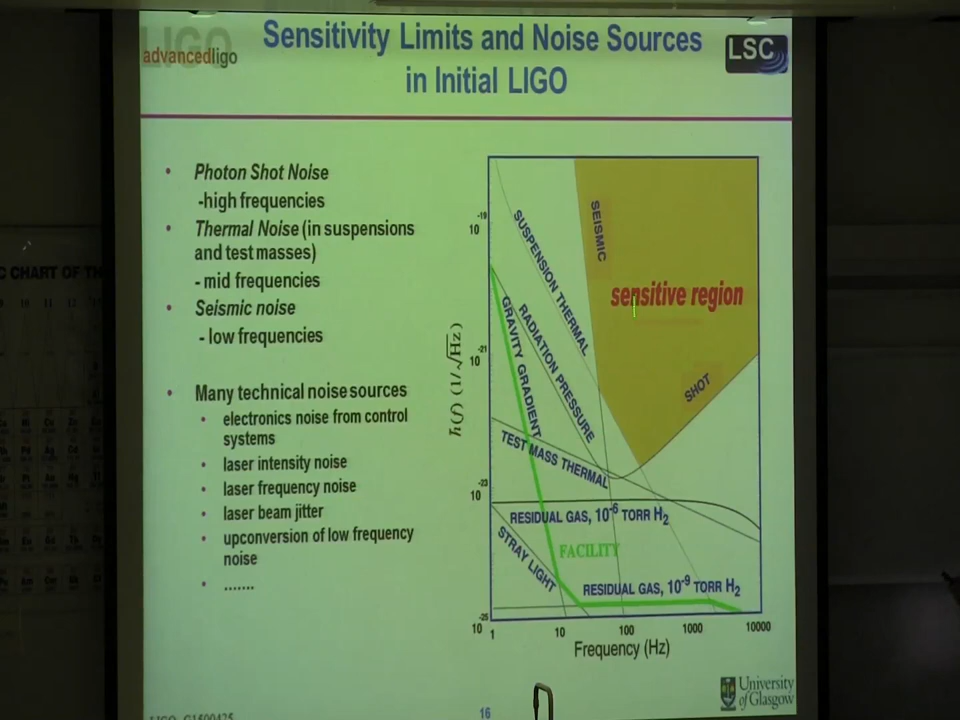 LIGO
advancedligo
Sensitivity Limits and Noise Sources
in Initial LIGO
LSC
• Photon Shot Noise
-high frequencies
• Thermal Noise (in suspensions
and test masses)
- mid frequencies
• Seismic noise
- low frequencies
• Many technical noise sources
• electronics noise from control
systems
• laser intensity noise
• laser frequency noise
• laser beam jitter
• upconversion of low frequency
noise
• .......
h(f) (1/√Hz)
10^-19
10^-21
10^-23
10^-25
SUSPENSION THERMAL
SEISMIC
sensitive region
GRAVITY GRADIENT
RADIATION PRESSURE
SHOT
TEST MASS THERMAL
RESIDUAL GAS, 10^-6 TORR H2
STRAY LIGHT
FACILITY
RESIDUAL GAS, 10^-9 TORR H2
1 10 100 1000 10000
Frequency (Hz)
University
of Glasgow
16
C CHART OF